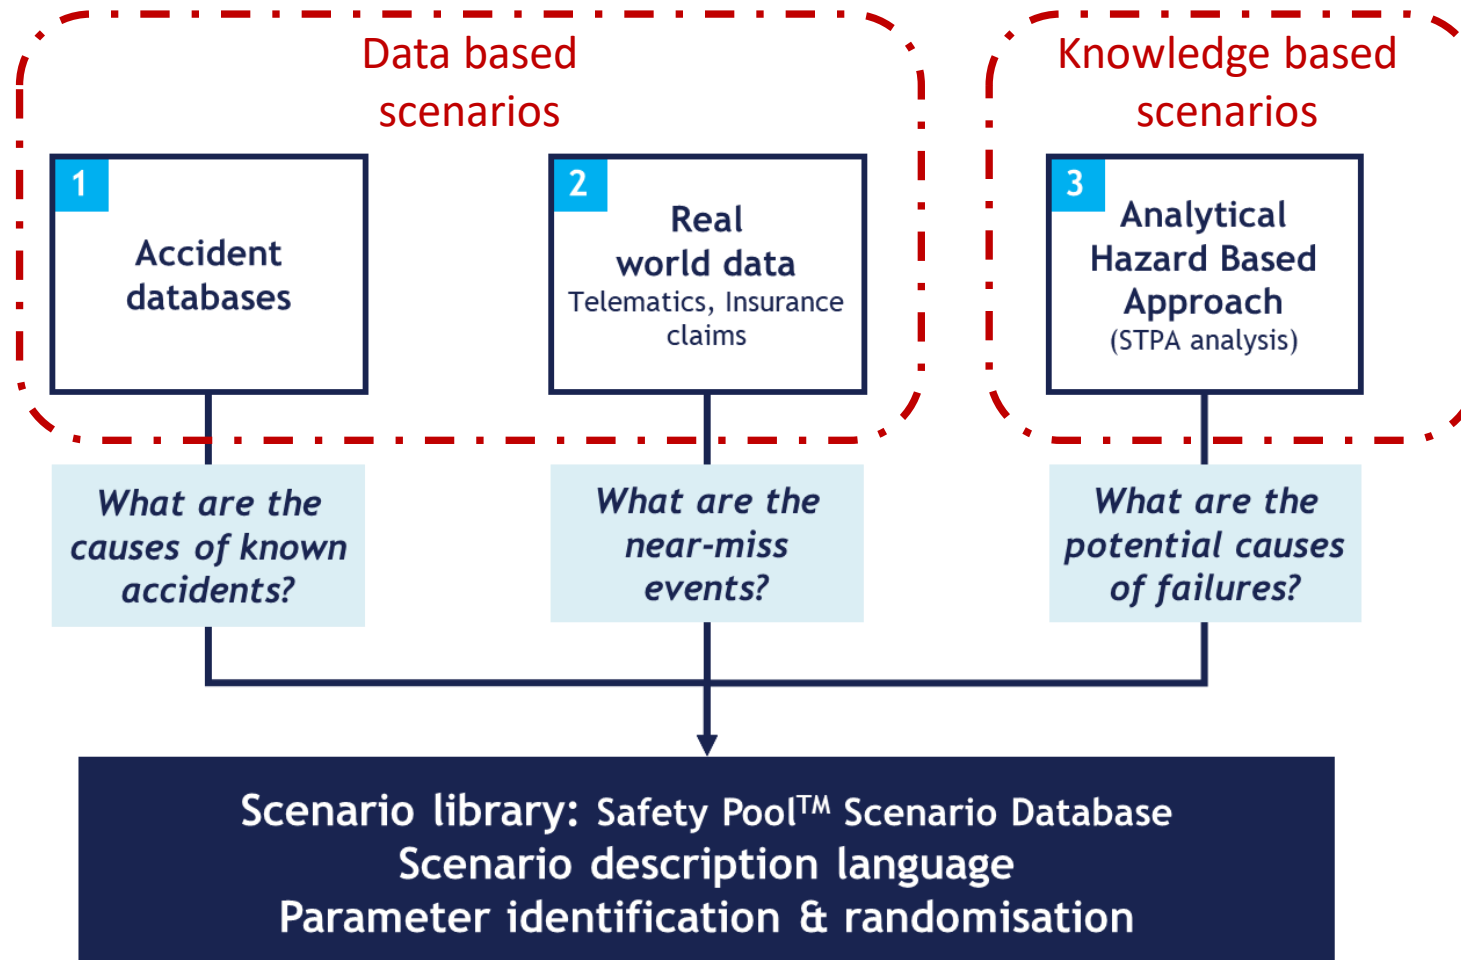 Data based
scenarios
Knowledge based
scenarios
1
Accident
databases
2
Real
world data
Telematics, Insurance
claims
3
Analytical
Hazard Based
Approach
(STPA analysis)
What are the
causes of known
accidents?
What are the
near-miss
events?
What are the
potential causes
of failures?
Scenario library: Safety Pool™ Scenario Database
Scenario description language
Parameter identification & randomisation